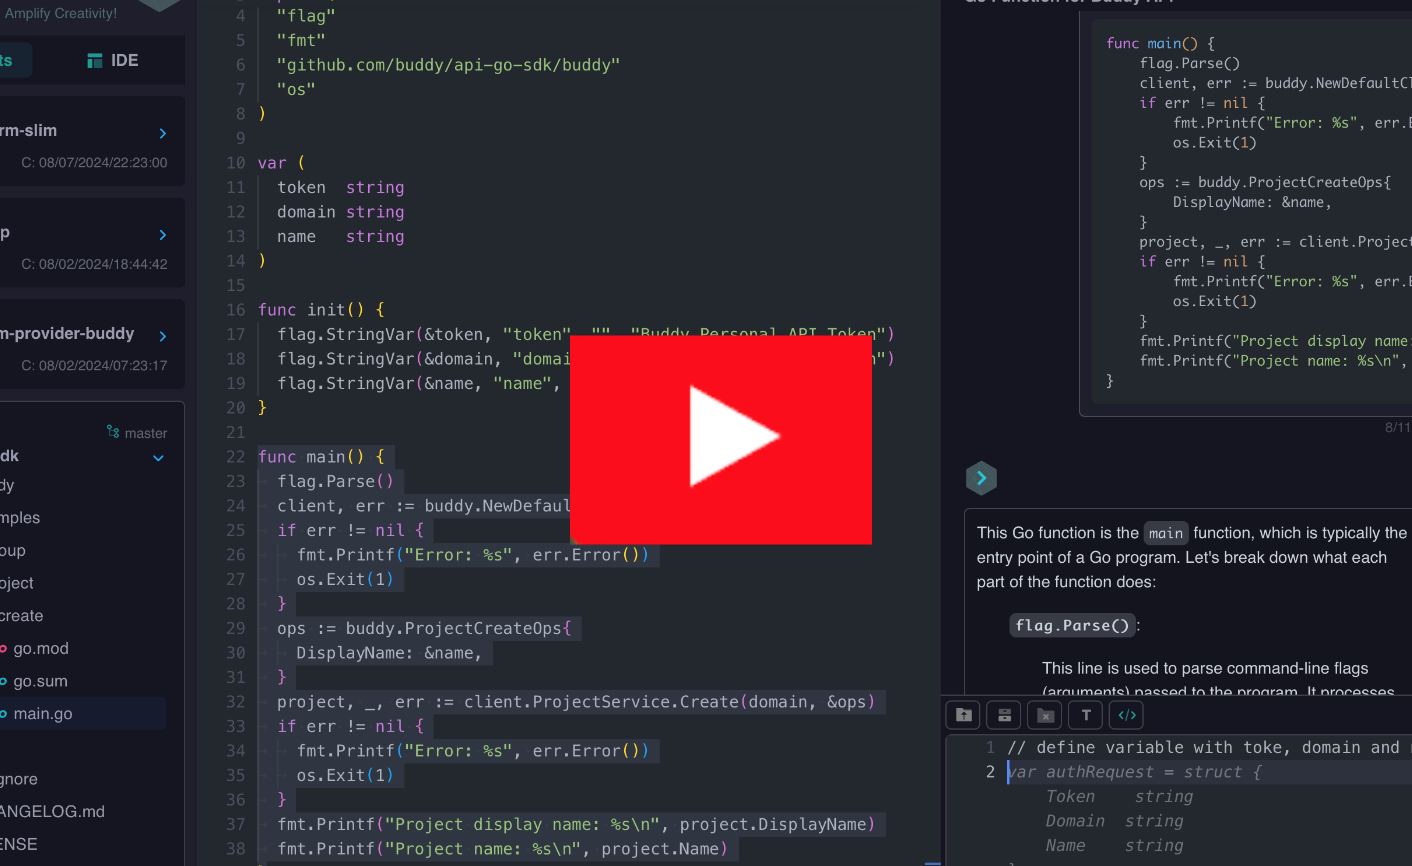 Amplify Creativity!
ts
IDE
rm-slim
C: 08/07/2024/22:23:00
p
C: 08/02/2024/18:44:42
m-provider-buddy
C: 08/02/2024/07:23:17
master
dk
dy
mples
oup
oject
create
go.mod
go.sum
main.go
gnore
ANGELOG.md
ENSE
4 "flag"
5 "fmt"
6 "github.com/buddy/api-go-sdk/buddy"
7 "os"
8 )
9
10 var (
11 token string
12 domain string
13 name string
14 )
15
16 func init() {
17 flag.StringVar(&token, "token", "", "Buddy Personal API Token")
18 flag.StringVar(&domain, "domai n")
19 flag.StringVar(&name, "name",
20 }
21
22 func main() {
23 flag.Parse()
24 client, err := buddy.NewDefaul
25 if err != nil {
26 fmt.Printf("Error: %s", err.Error())
27 os.Exit(1)
28 }
29 ops := buddy.ProjectCreateOps{
30 DisplayName: &name,
31 }
32 project, _, err := client.ProjectService.Create(domain, &ops)
33 if err != nil {
34 fmt.Printf("Error: %s", err.Error())
35 os.Exit(1)
36 }
37 fmt.Printf("Project display name: %s\n", project.DisplayName)
38 fmt.Printf("Project name: %s\n", project.Name)
Go Function for Buddy API
func main() {
flag.Parse()
client, err := buddy.NewDefaultCl
if err != nil {
fmt.Printf("Error: %s", err.E
os.Exit(1)
}
ops := buddy.ProjectCreateOps{
DisplayName: &name,
}
project, _, err := client.Project
if err != nil {
fmt.Printf("Error: %s", err.E
os.Exit(1)
}
fmt.Printf("Project display name:
fmt.Printf("Project name: %s\n",
}
8/11
This Go function is the main function, which is typically the
entry point of a Go program. Let's break down what each
part of the function does:
flag.Parse():
This line is used to parse command-line flags
(arguments) passed to the program. It processes
T
</>
1 // define variable with toke, domain and
2 var authRequest = struct {
Token string
Domain string
Name string